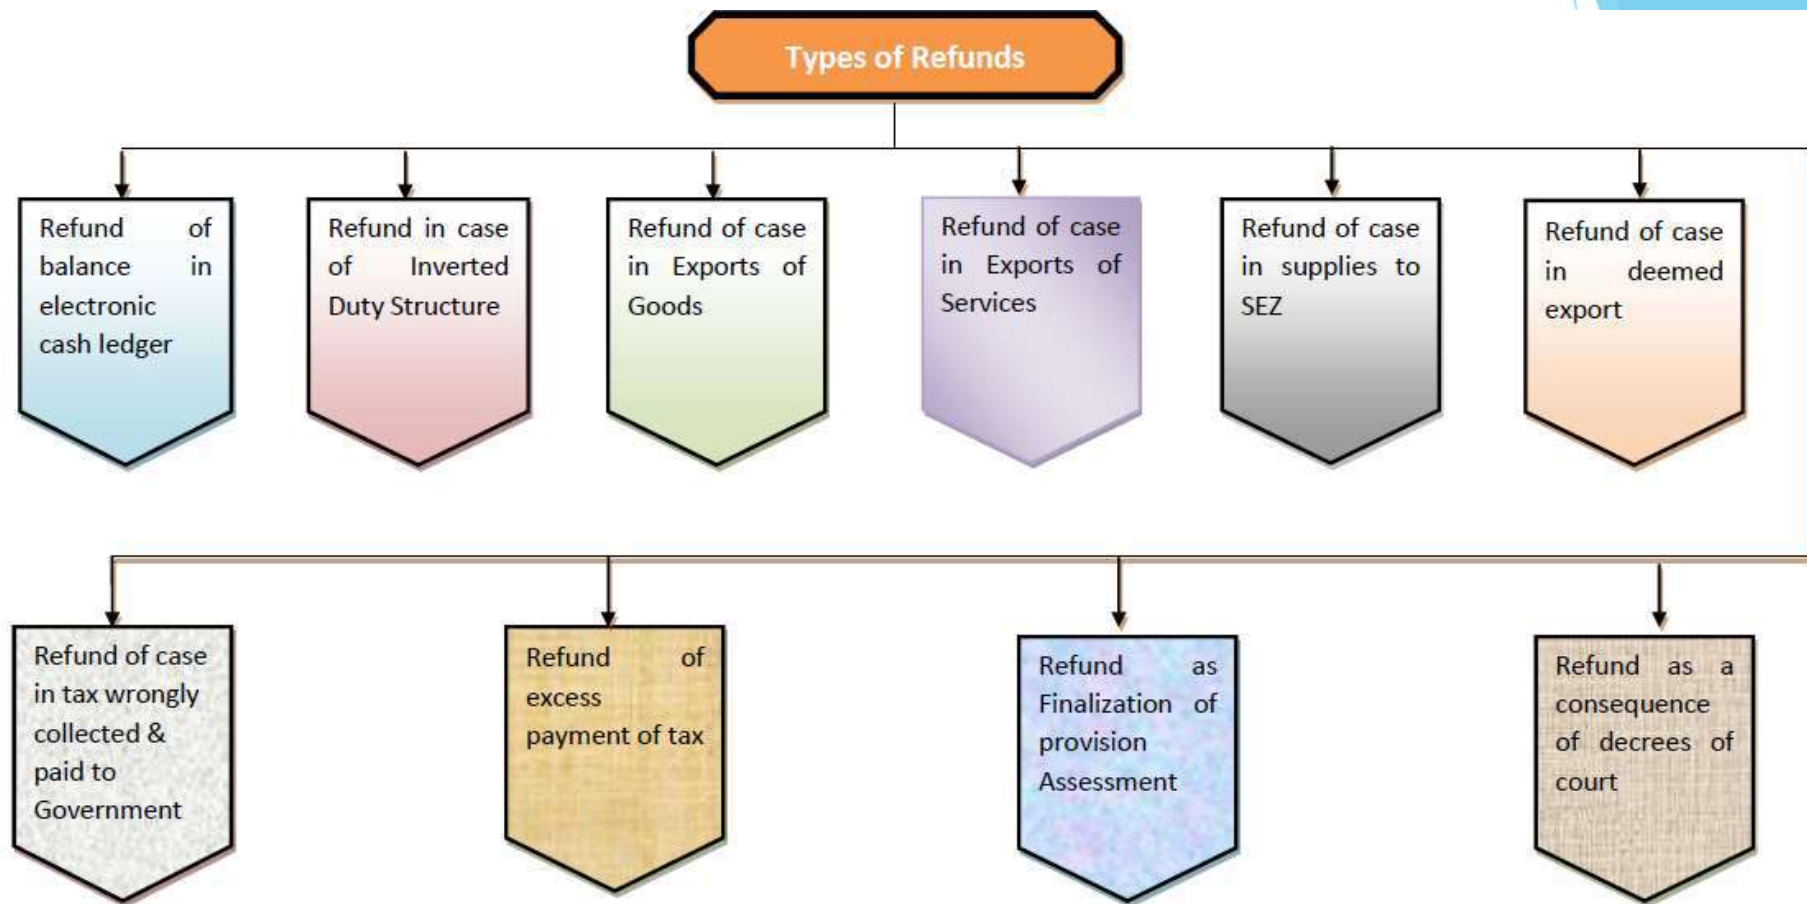 Types of Refunds
Refund of
balance in
electronic
cash ledger
Refund in case
of Inverted
Duty Structure
Refund of case
in Exports of
Goods
Refund of case
in Exports of
Services
Refund of case
in supplies to
SEZ
Refund of case
in deemed
export
Refund of case
in tax wrongly
collected &
paid to
Government
Refund of
excess
payment of tax
Refund as
Finalization of
provision
Assessment
Refund as a
consequence
of decrees of
court